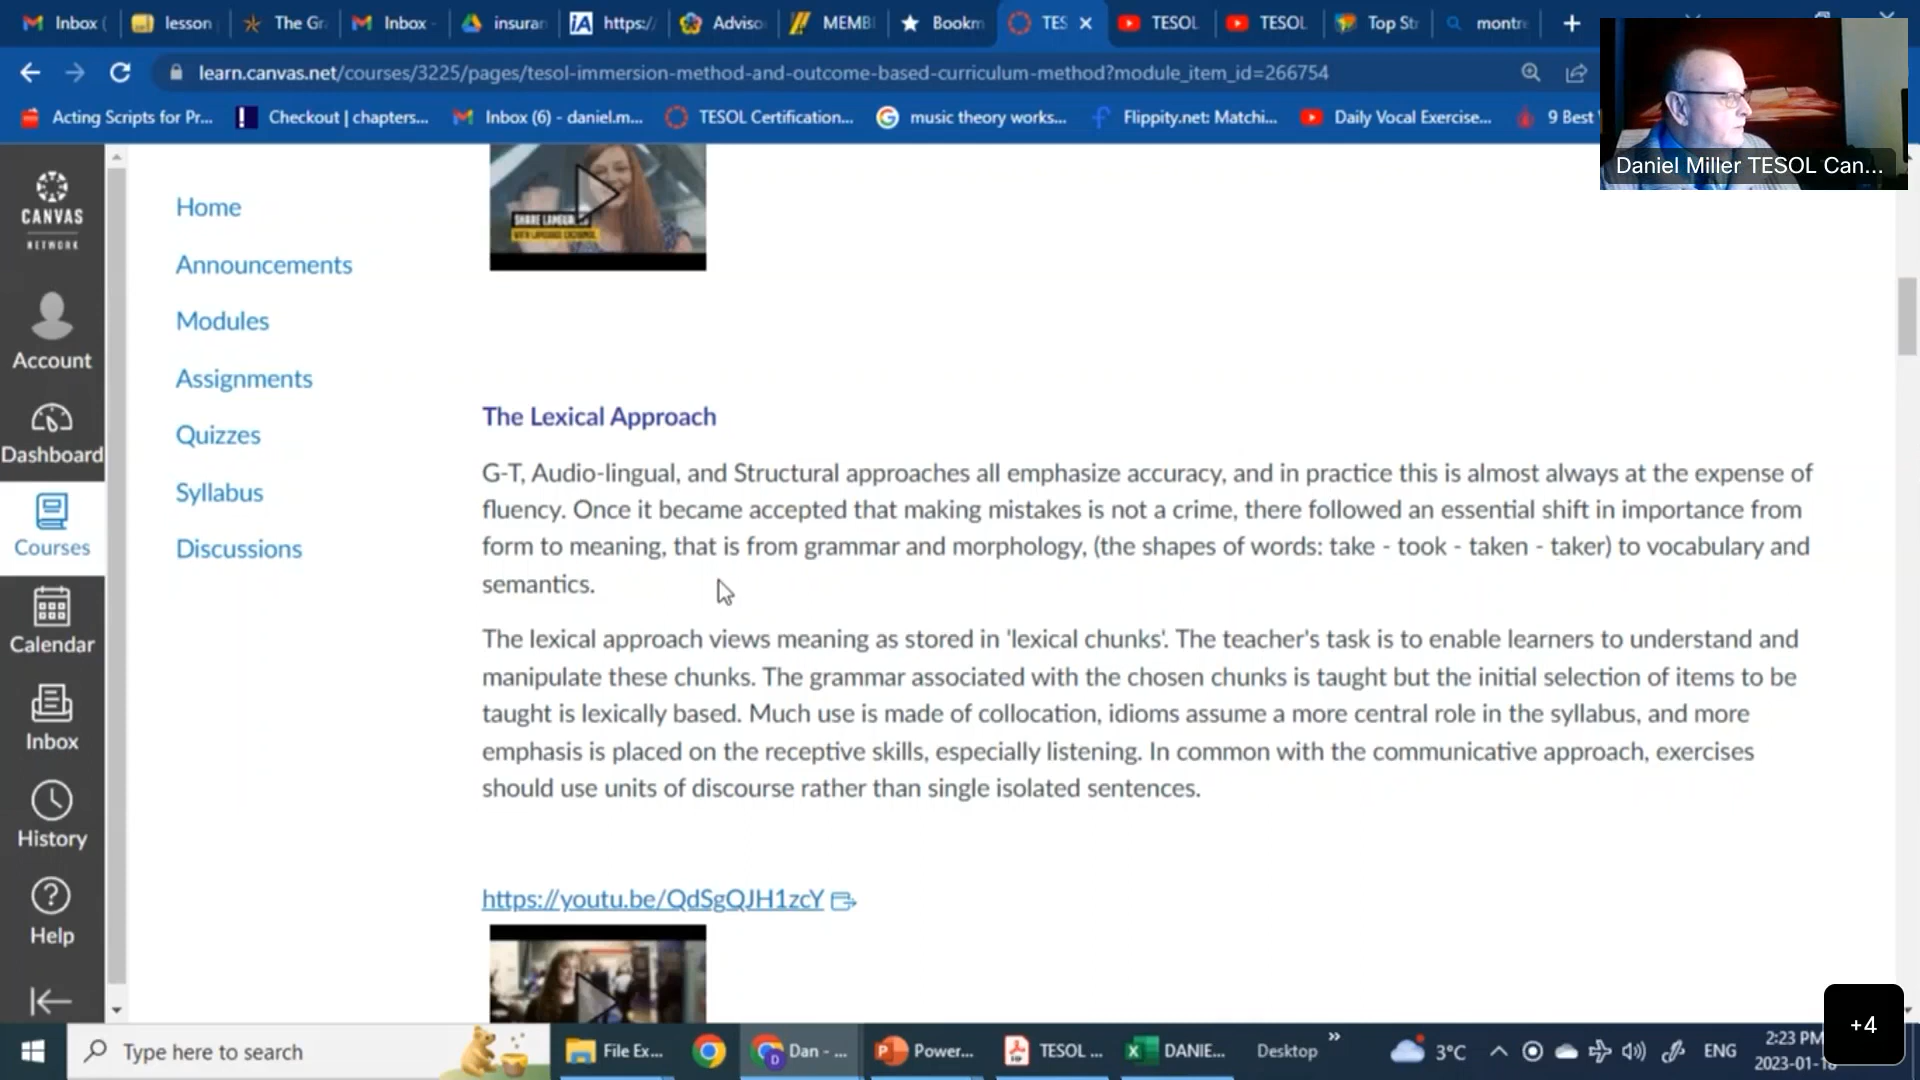 Inbox (
lesson
The Gr
Inbox -
insura
https:/
Adviso
MEMB
Bookm
TES
TESOL
TESOL
Top Str
montr
learn.canvas.net/courses/3225/pages/tesol-immersion-method-and-outcome-based-curriculum-method?module_item_id=266754
Acting Scripts for Pr...
Checkout | chapters...
Inbox (6) - daniel.m...
TESOL Certification...
music theory works...
Flippity.net: Matchi...
Daily Vocal Exercise...
9 Best
Daniel Miller TESOL Can...
CANVAS
NETWORK
Account
Dashboard
Courses
Calendar
Inbox
History
Help
Home
Announcements
Modules
Assignments
Quizzes
Syllabus
Discussions
The Lexical Approach
G-T, Audio-lingual, and Structural approaches all emphasize accuracy, and in practice this is almost always at the expense of
fluency. Once it became accepted that making mistakes is not a crime, there followed an essential shift in importance from
form to meaning, that is from grammar and morphology, (the shapes of words: take - took - taken - taker) to vocabulary and
semantics.
The lexical approach views meaning as stored in 'lexical chunks'. The teacher's task is to enable learners to understand and
manipulate these chunks. The grammar associated with the chosen chunks is taught but the initial selection of items to be
taught is lexically based. Much use is made of collocation, idioms assume a more central role in the syllabus, and more
emphasis is placed on the receptive skills, especially listening. In common with the communicative approach, exercises
should use units of discourse rather than single isolated sentences.
https://youtu.be/QdSgQJH1zcY
Type here to search
File Ex...
Dan - ...
Power...
TESOL ...
DANIE...
Desktop
3°C
ENG
2:23 PM
2023-01-1
+4